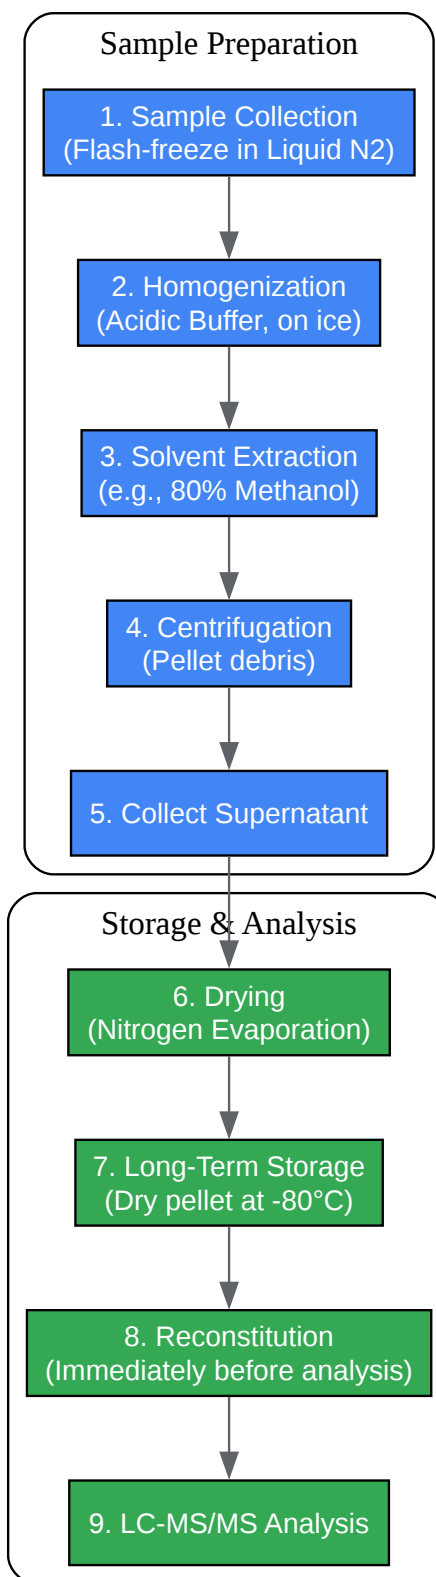 Sample Preparation
1. Sample Collection
(Flash-freeze in Liquid N2)
2. Homogenization
(Acidic Buffer, on ice)
3. Solvent Extraction
(e.g., 80% Methanol)
4. Centrifugation
(Pellet debris)
5. Collect Supernatant
Storage & Analysis
6. Drying
(Nitrogen Evaporation)
7. Long-Term Storage
(Dry pellet at -80°C)
8. Reconstitution
(Immediately before analysis)
9. LC-MS/MS Analysis